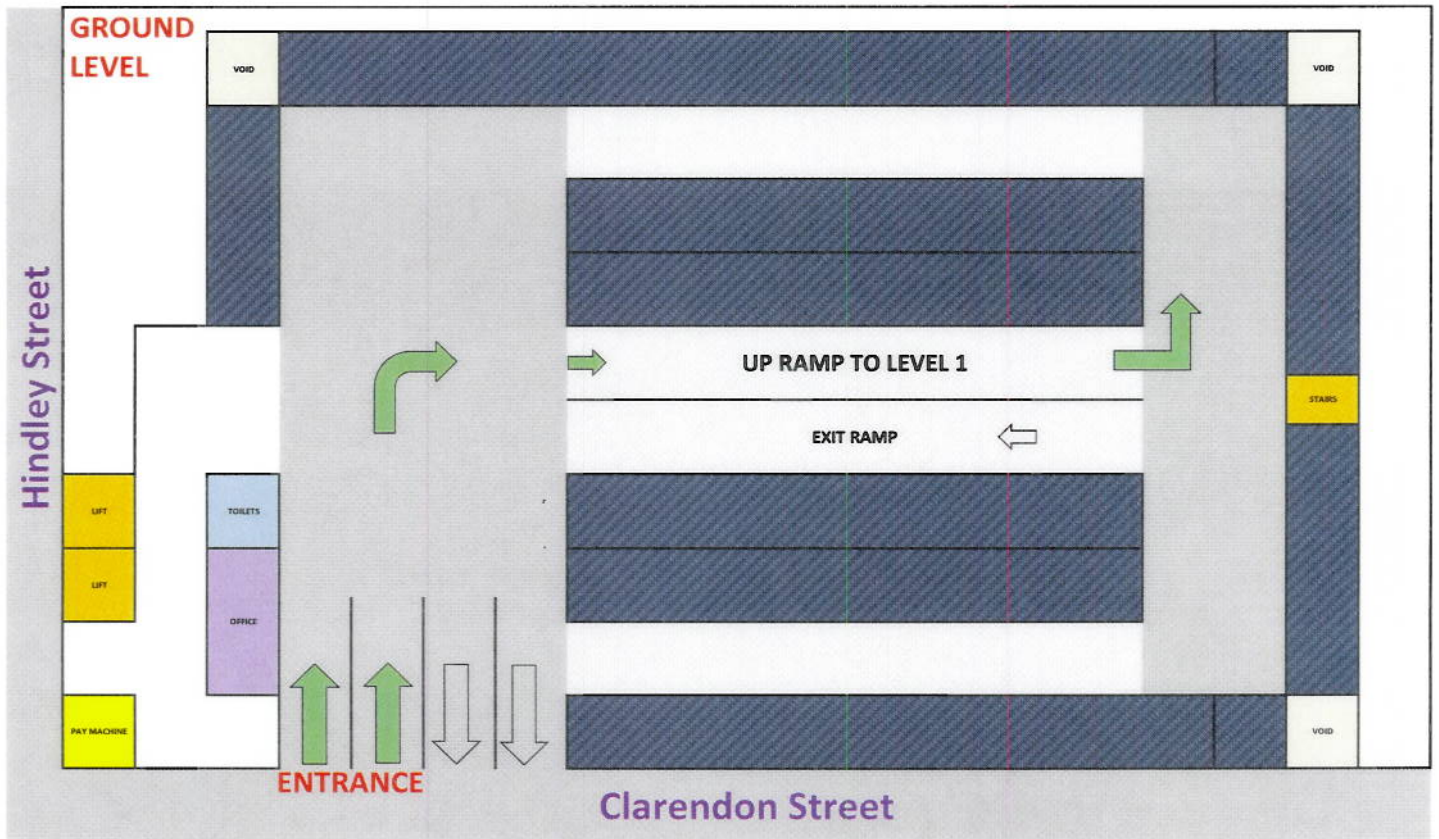 GROUND
LEVEL
VOID
VOID
Hindley Street
UP RAMP TO LEVEL 1
STAIRS
EXIT RAMP
LIFT
TOILETS
LIFT
OFFICE
PAY MACHINE
VOID
ENTRANCE
Clarendon Street